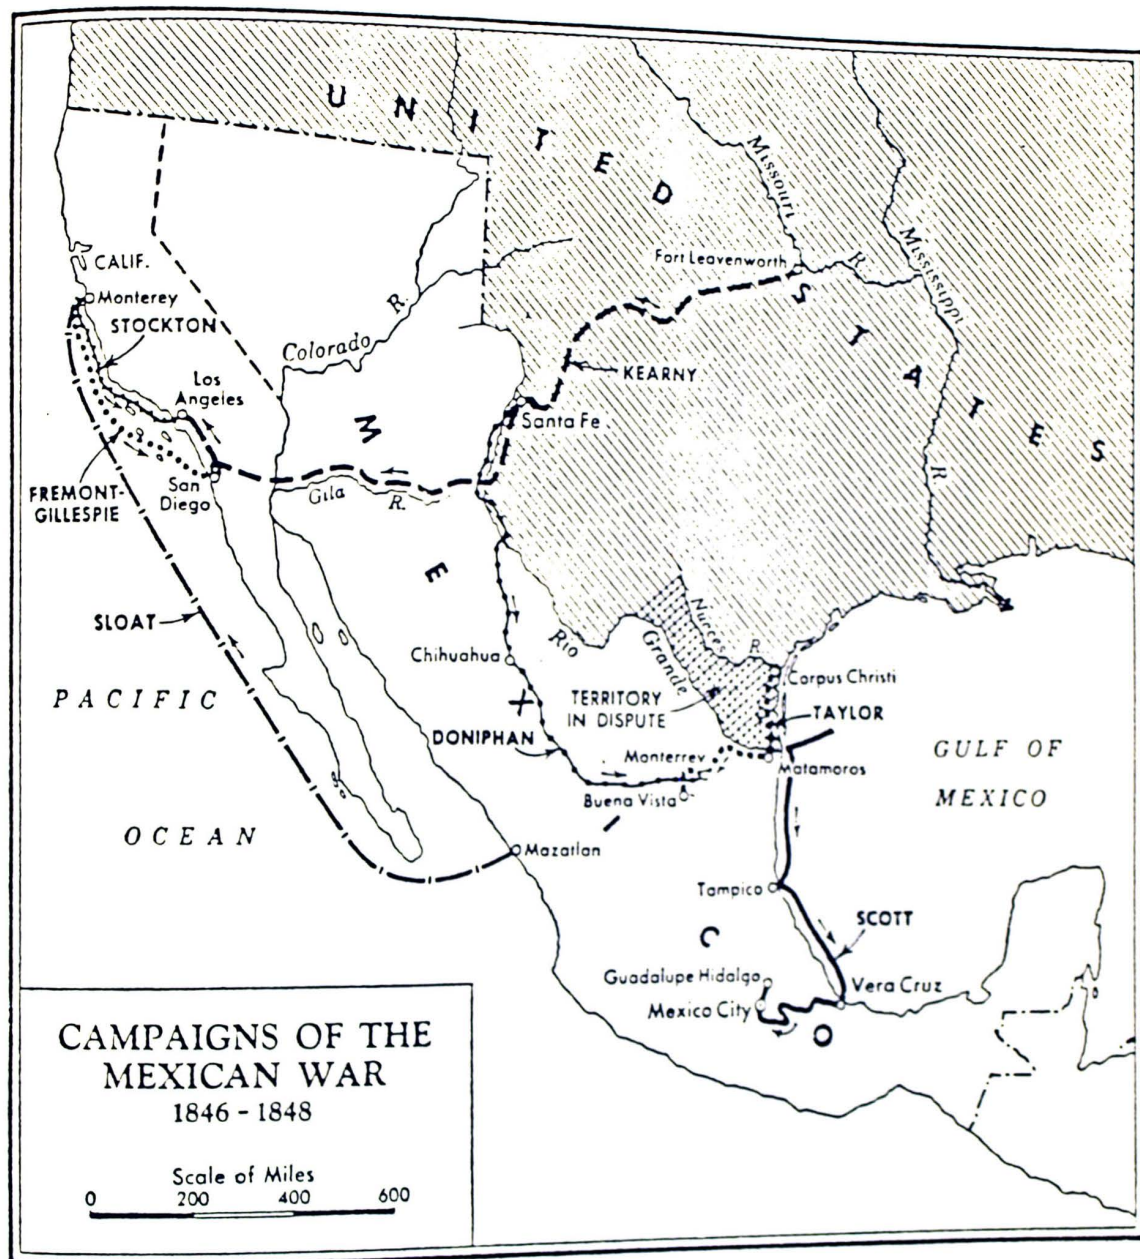 UNITED
STATES
Missouri
R.
Mississippi
R.
Fort Leavenworth
CALIF.
Monterey
STOCKTON
Colorado
R.
KEARNY
Los
Angeles
Santa Fe
San
Diego
Gila
R.
FREMONT-
GILLESPIE
MEXICO
SLOAT
Nueces
R.
Rio
Grande
Chihuahua
Corpus Christi
TERRITORY
IN DISPUTE
TAYLOR
PACIFIC
OCEAN
DONIPHAN
Monterrey
Matamoros
GULF OF
MEXICO
Buena Vista
Mazatlan
Tampico
SCOTT
Guadalupe Hidalgo
Vera Cruz
Mexico City
CAMPAIGNS OF THE
MEXICAN WAR
1846 - 1848
Scale of Miles
0 200 400 600